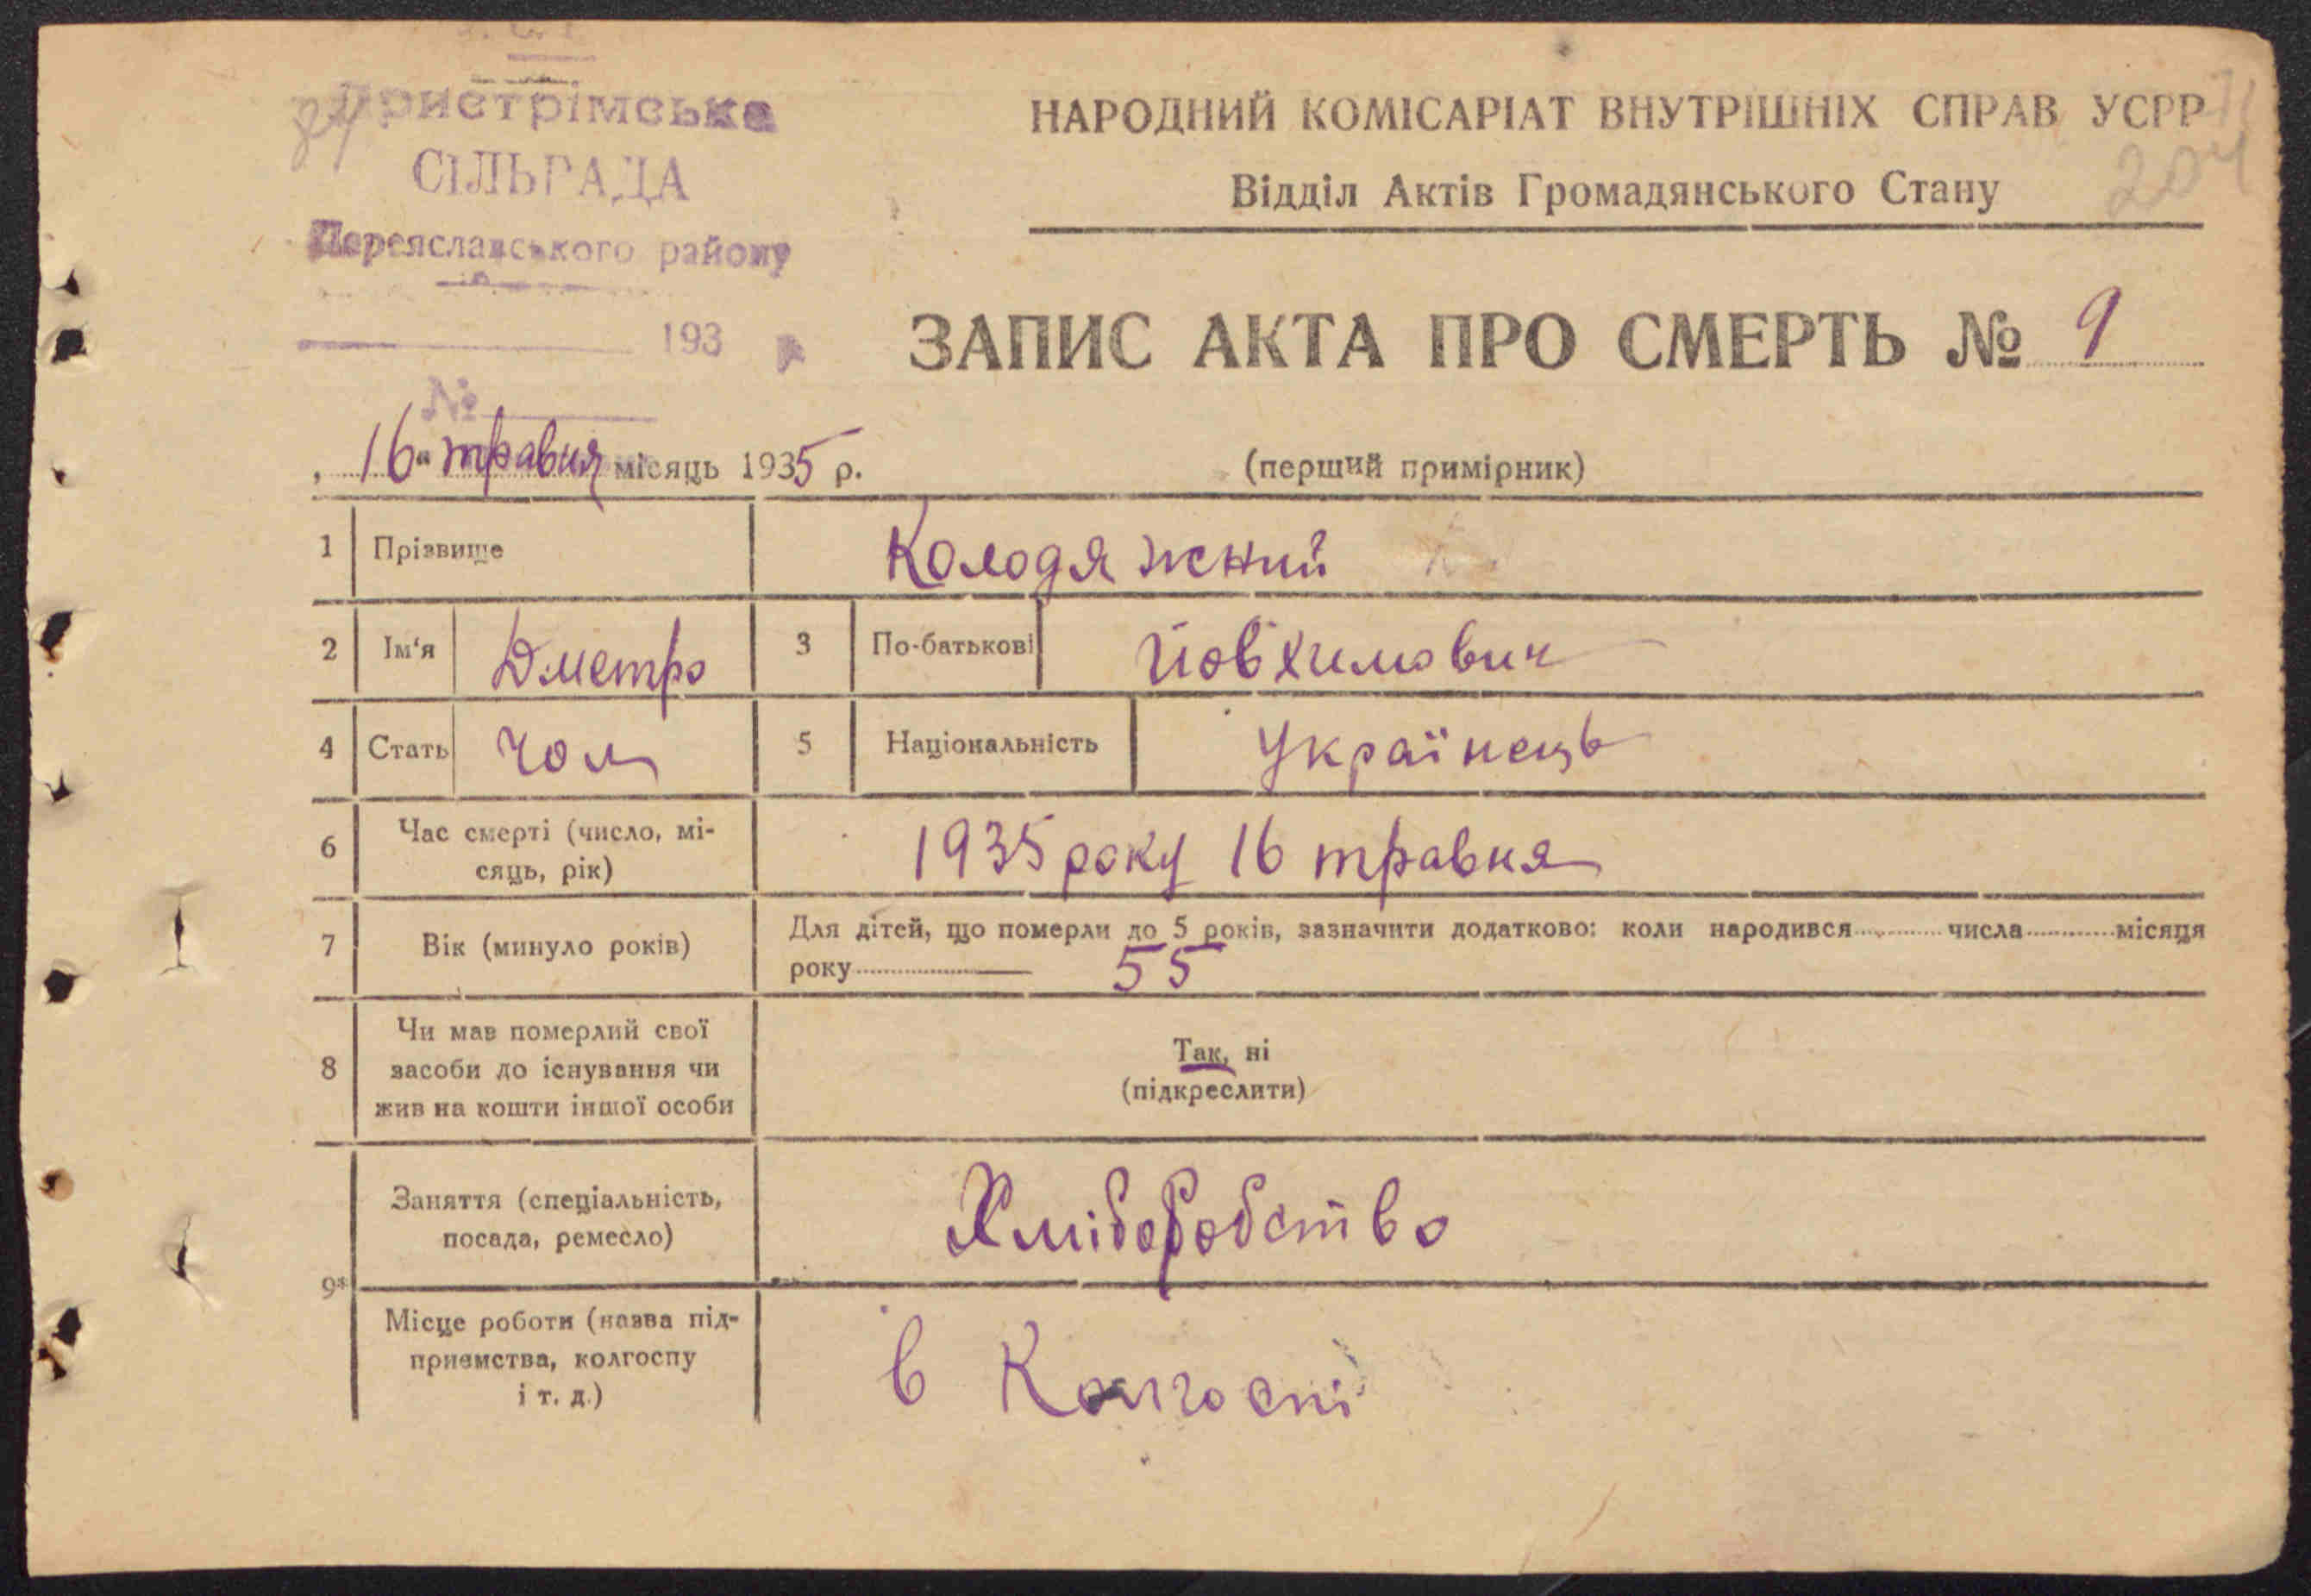 У. С. Р. Р.
Пристрімська
СІЛЬРАДА
Переяславського району
193 р
№
НАРОДНИЙ КОМІСАРІАТ ВНУТРІШНІХ СПРАВ УСРР
204
Відділ Актів Громадянського Стану
ЗАПИС АКТА ПРО СМЕРТЬ № 9
„16“ травня місяць 1935 р.
(перший примірник)
1 Прізвище Колодяжний
2 Ім'я Дметро 3 По-батькові Йовхимович
4 Стать чол 5 Національність Українець
6 Час смерті (число, мі-
сяць, рік)
1935 року 16 травня
7 Вік (минуло років)
Для дітей, що померли до 5 років, зазначити додатково: коли народився числа місяця
року 55
8 Чи мав померлий свої
засоби до існування чи
жив на кошти іншої особи
Так, ні
(підкреслити)
9*
Заняття (спеціальність,
посада, ремесло)
Хліборобство
Місце роботи (назва під-
приємства, колгоспу
і т. д.)
в Колгоспі